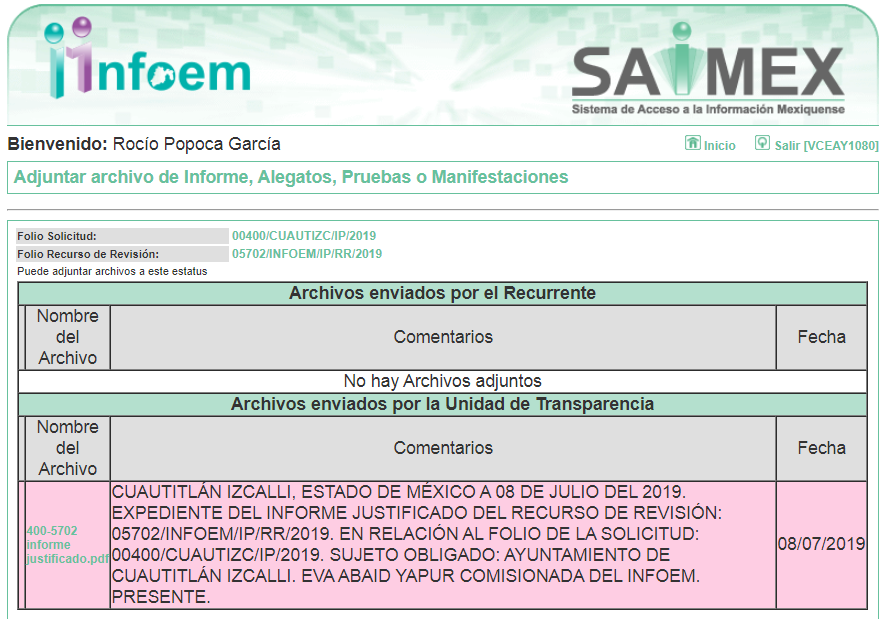 infoem
SAIMEX
Sistema de Acceso a la Información Mexiquense
Bienvenido: Rocío Popoca García
Inicio
Salir [VCEAY1080]
Adjuntar archivo de Informe, Alegatos, Pruebas o Manifestaciones
Folio Solicitud: 00400/CUAUTIZC/IP/2019
Folio Recurso de Revisión: 05702/INFOEM/IP/RR/2019
Puede adjuntar archivos a este estatus
Archivos enviados por el Recurrente
Nombre
del
Archivo
Comentarios
Fecha
No hay Archivos adjuntos
Archivos enviados por la Unidad de Transparencia
Nombre
del
Archivo
Comentarios
Fecha
400-5702
informe
justificado.pdf
CUAUTITLÁN IZCALLI, ESTADO DE MÉXICO A 08 DE JULIO DEL 2019.
EXPEDIENTE DEL INFORME JUSTIFICADO DEL RECURSO DE REVISIÓN:
05702/INFOEM/IP/RR/2019. EN RELACIÓN AL FOLIO DE LA SOLICITUD:
00400/CUAUTIZC/IP/2019. SUJETO OBLIGADO: AYUNTAMIENTO DE
CUAUTITLÁN IZCALLI. EVA ABAID YAPUR COMISIONADA DEL INFOEM.
PRESENTE.
08/07/2019